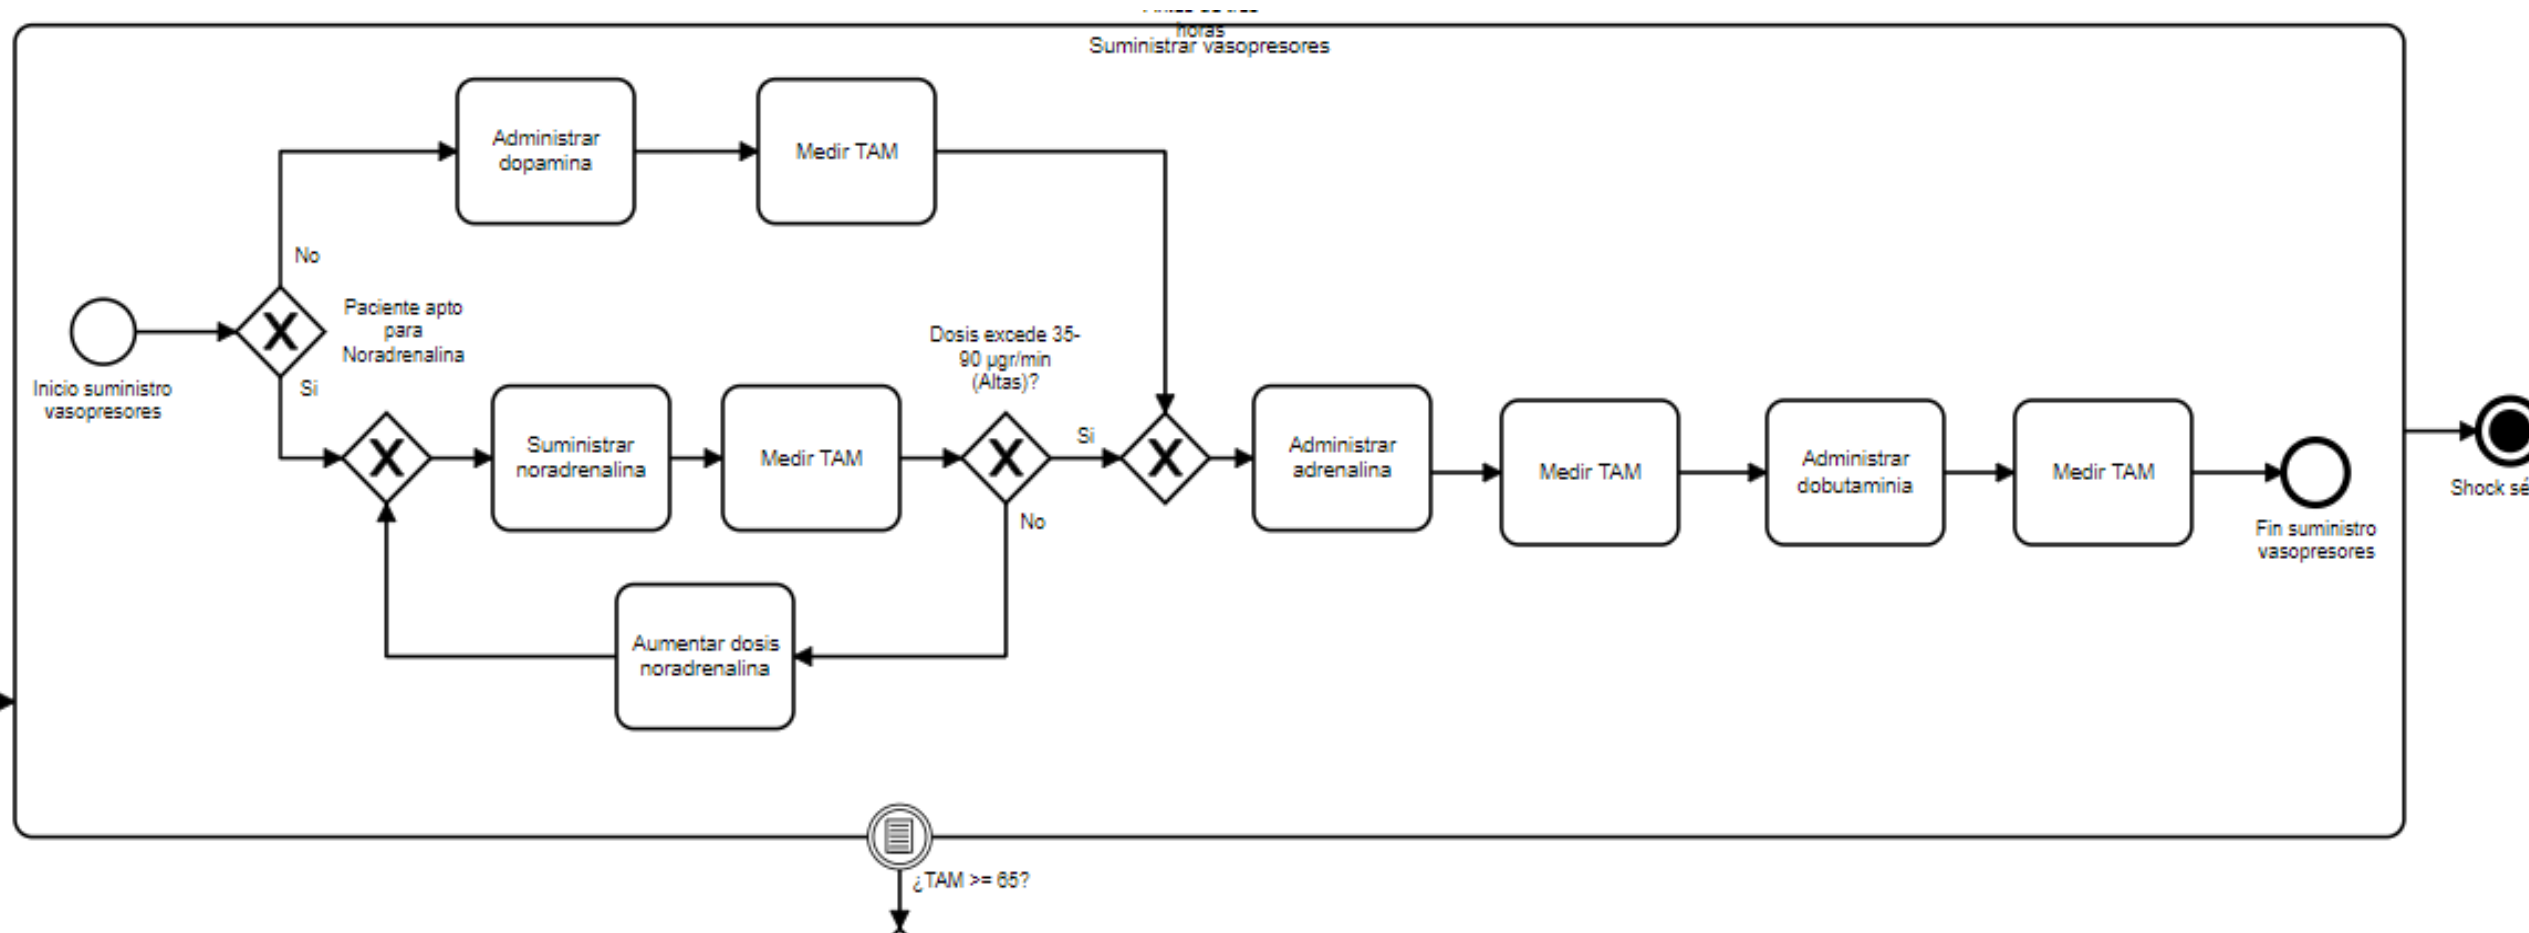 horas
Suministrar vasopresores
Administrar
dopamina
Medir TAM
No
Paciente apto
para
Noradrenalina
Inicio suministro
vasopresores
Si
Dosis excede 35-
90 µgr/min
(Altas)?
Suministrar
noradrenalina
Medir TAM
Si
No
Administrar
adrenalina
Medir TAM
Administrar
dobutaminia
Medir TAM
Fin suministro
vasopresores
Shock sé
Aumentar dosis
noradrenalina
¿TAM >= 65?